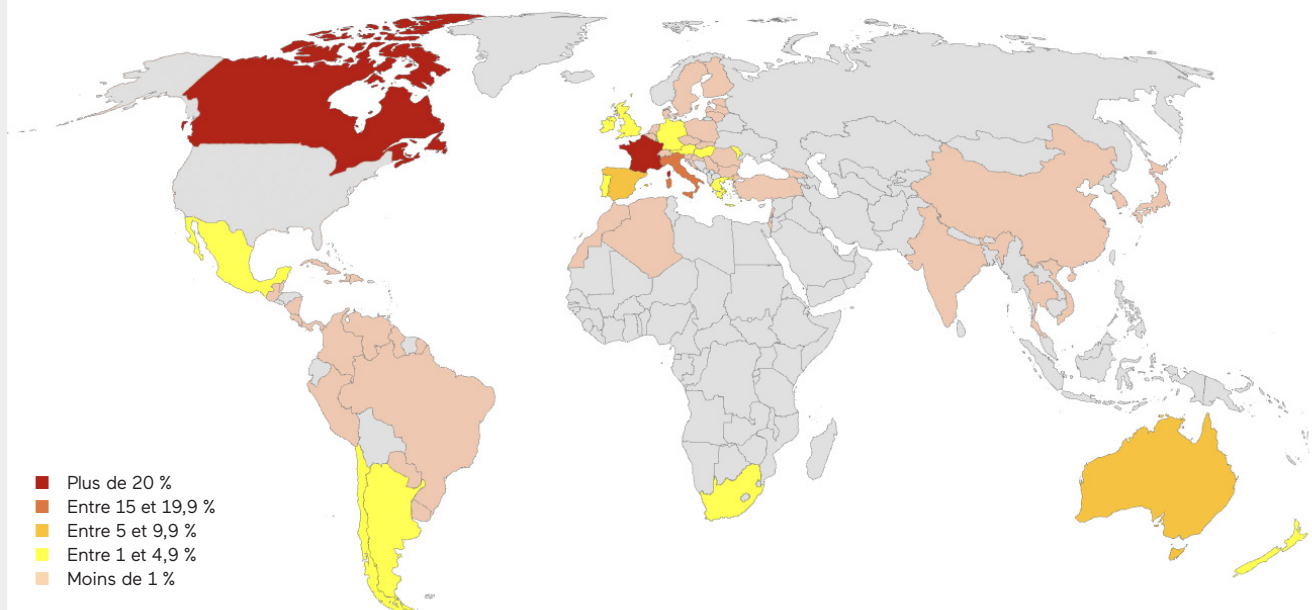 Plus de 20 %
Entre 15 et 19,9 %
Entre 5 et 9,9 %
Entre 1 et 4,9 %
Moins de 1 %